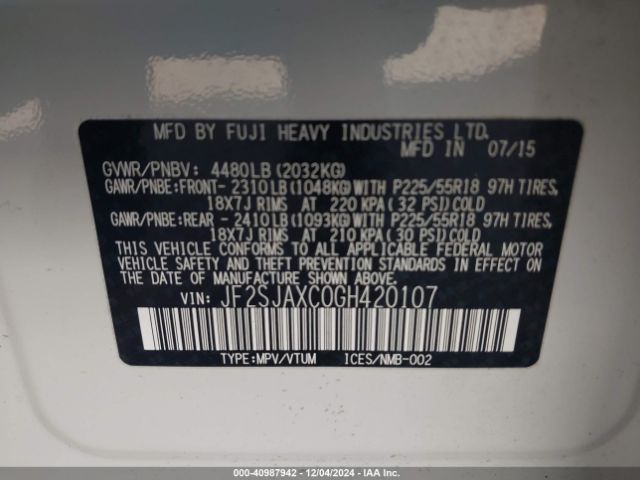 MFD BY FUJI HEAVY INDUSTRIES LTD.
MFD IN 07/15
GVWR/PNBV: 4480LB(2032KG)
GAWR/PNBE:FRONT-2310LB(1048KG)WITH P225/55R18 97H TIRES,
18X7J RIMS AT 220 KPA(32 PSI)COLD
GAWR/PNBE:REAR -2410LB(1093KG)WITH P225/55R18 97H TIRES,
18X7J RIMS AT 210 KPA(30 PSI)COLD
THIS VEHICLE CONFORMS TO ALL APPLICABLE FEDERAL MOTOR
VEHICLE SAFETY AND THEFT PREVENTION STANDARDS IN EFFECT
ON THE DATE OF MANUFACTURE SHOWN ABOVE.
VIN: JF2SJAXC0GH420107
TYPE:MPV/VTUM ICES/NMB-002
000-40987942 - 12/04/2024 -